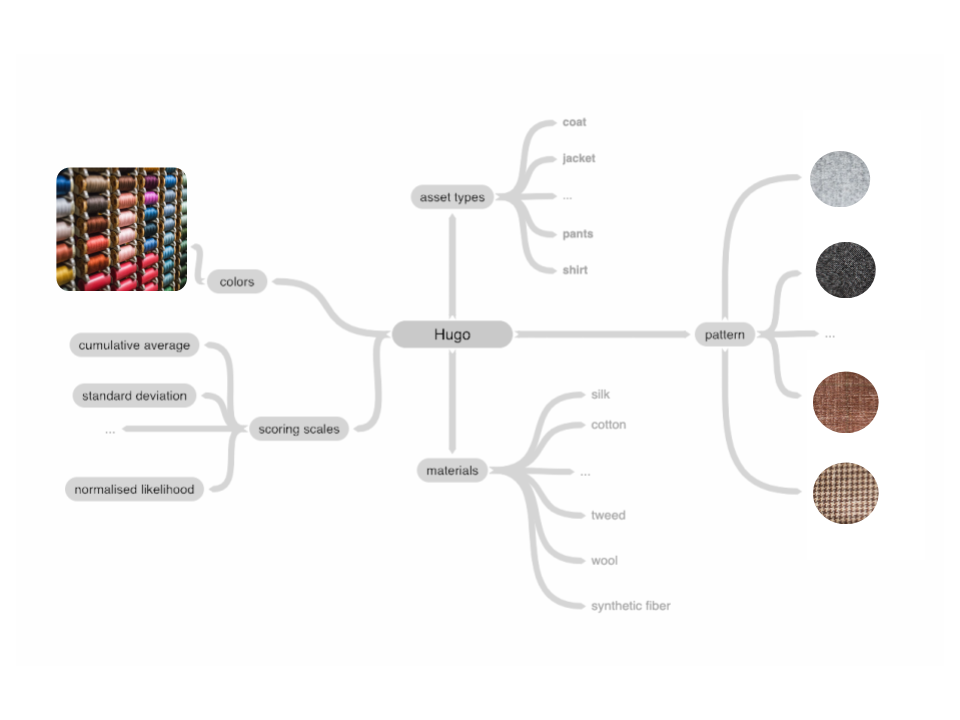 coat
jacket
asset types
...
pants
shirt
colors
Hugo
pattern
...
cumulative average
standard deviation
...
scoring scales
normalised likelihood
silk
cotton
materials
...
tweed
wool
synthetic fiber